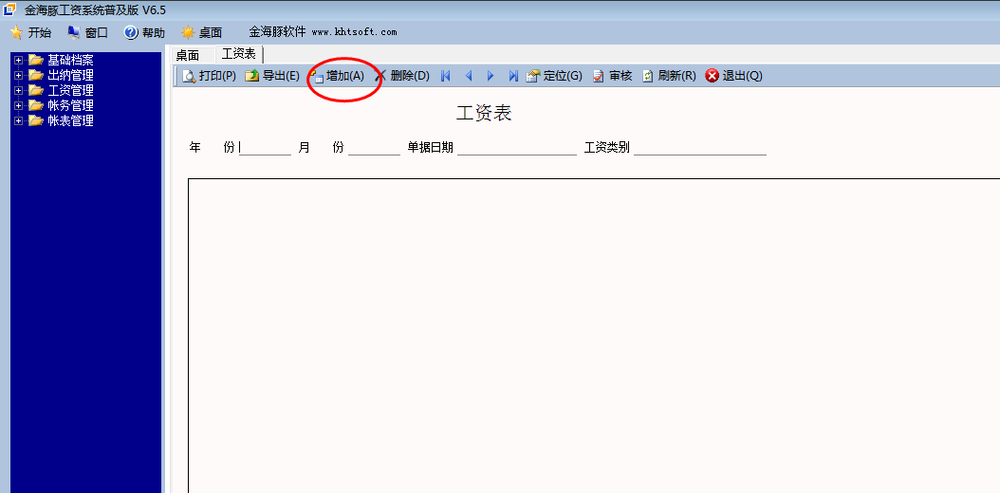 金海豚工资系统普及版 V6.5
开始 窗口 帮助 桌面 金海豚软件 www.khtsoft.com
基础档案
出纳管理
工资管理
帐务管理
帐表管理
桌面 工资表
打印(P) 导出(E) 增加(A) 删除(D) 定位(G) 审核 刷新(R) 退出(Q)
工资表
年 份 月 份 单据日期 工资类别